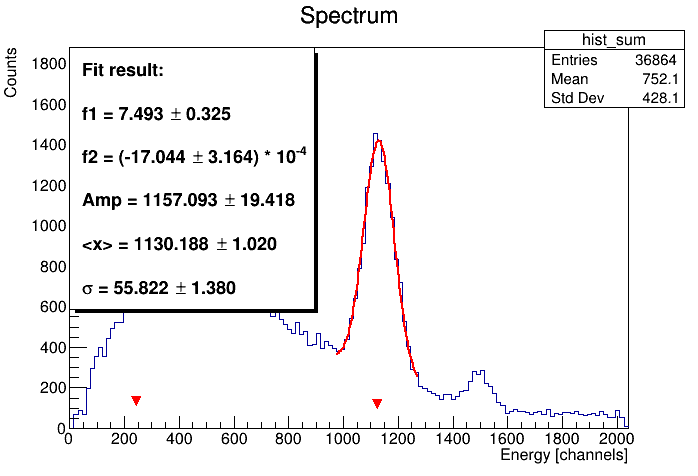 Spectrum
hist_sum
Entries 36864
Mean 752.1
Std Dev 428.1
Counts
1800
1600
1400
1200
1000
800
600
400
200
0
Fit result:
f1 = 7.493 ± 0.325
f2 = (-17.044 ± 3.164) * 10⁻⁴
Amp = 1157.093 ± 19.418
<x> = 1130.188 ± 1.020
σ = 55.822 ± 1.380
0 200 400 600 800 1000 1200 1400 1600 1800 2000
Energy [channels]